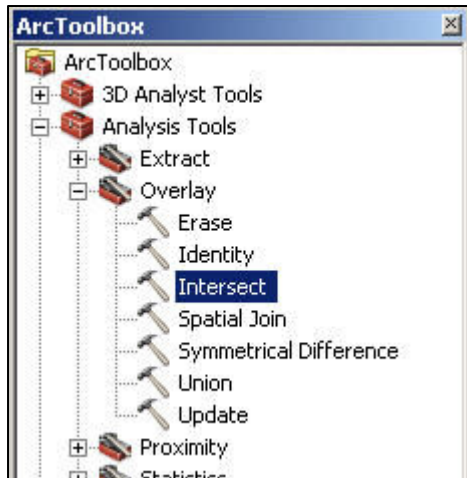 ArcToolbox
ArcToolbox
3D Analyst Tools
Analysis Tools
Extract
Overlay
Erase
Identity
Intersect
Spatial Join
Symmetrical Difference
Union
Update
Proximity
Statistics